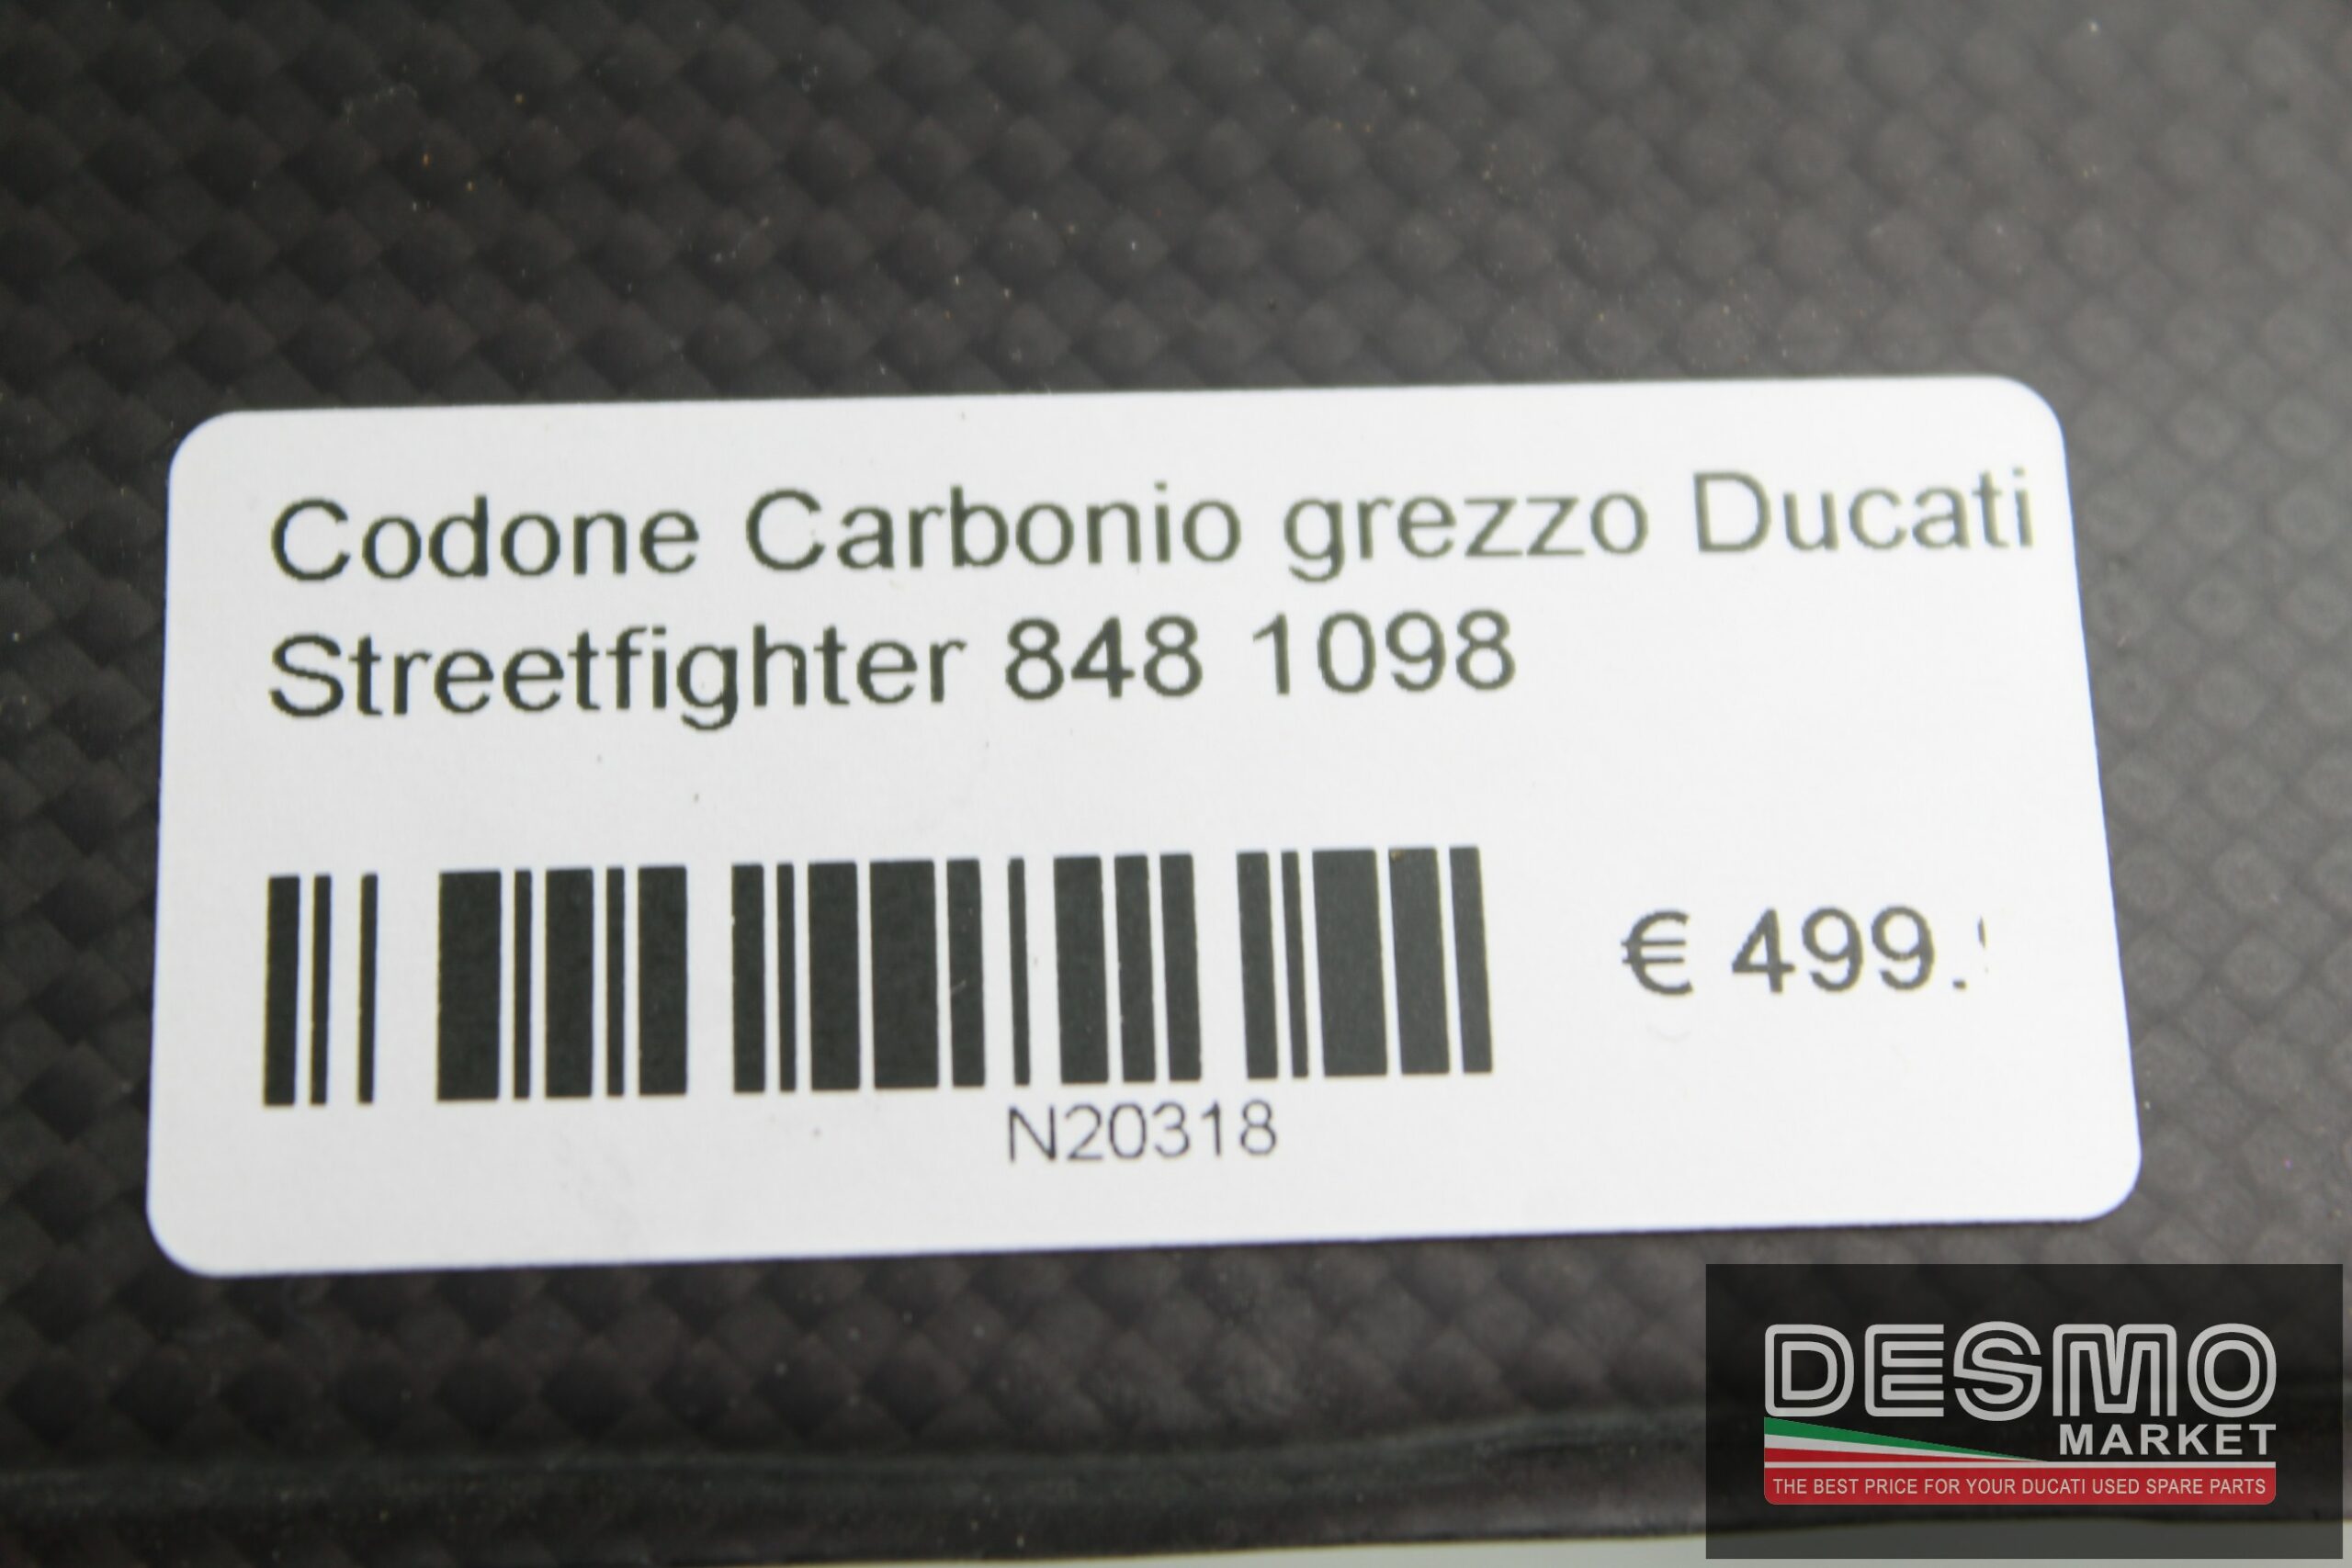 Codone Carbonio grezzo Ducati
Streetfighter 848 1098
€ 499.
N20318
DESMO
MARKET
THE BEST PRICE FOR YOUR DUCATI USED SPARE PARTS